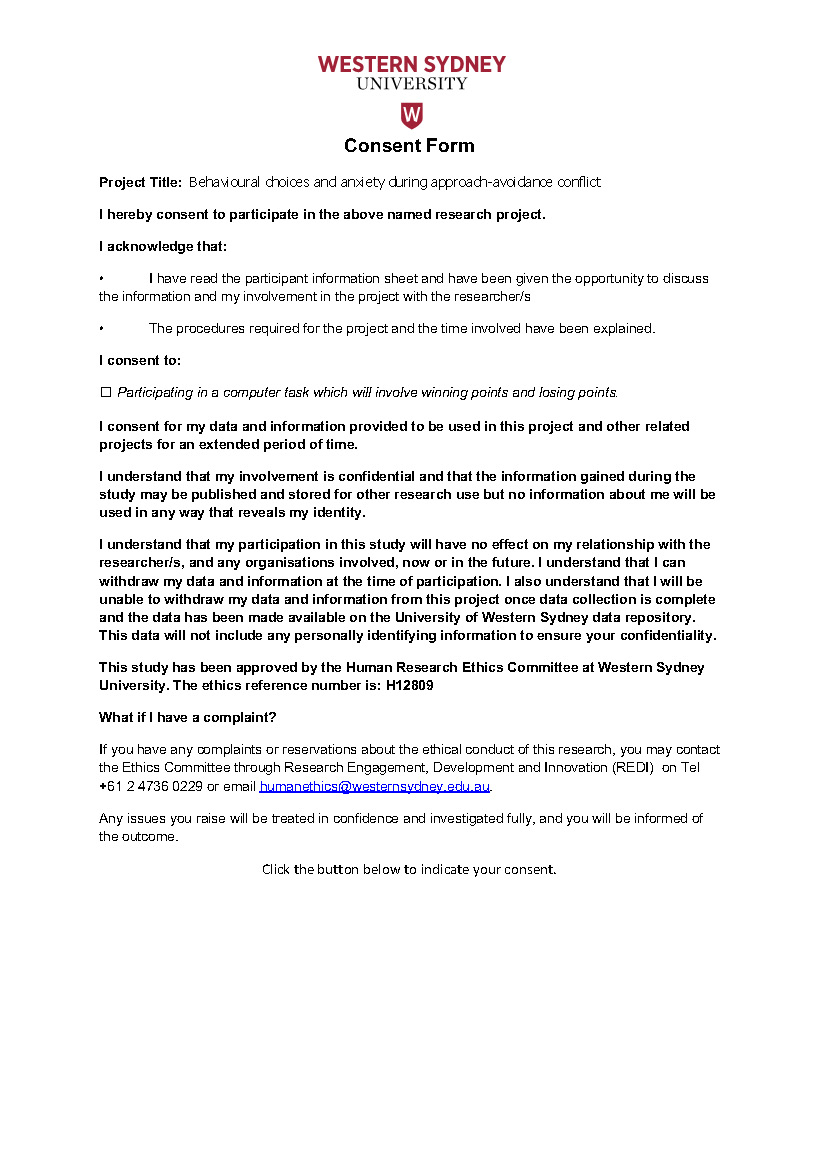 WESTERN SYDNEY
UNIVERSITY
W
Consent Form
Project Title: Behavioural choices and anxiety during approach-avoidance conflict
I hereby consent to participate in the above named research project.
I acknowledge that:
• I have read the participant information sheet and have been given the opportunity to discuss
the information and my involvement in the project with the researcher/s
• The procedures required for the project and the time involved have been explained.
I consent to:
☐ Participating in a computer task which will involve winning points and losing points.
I consent for my data and information provided to be used in this project and other related
projects for an extended period of time.
I understand that my involvement is confidential and that the information gained during the
study may be published and stored for other research use but no information about me will be
used in any way that reveals my identity.
I understand that my participation in this study will have no effect on my relationship with the
researcher/s, and any organisations involved, now or in the future. I understand that I can
withdraw my data and information at the time of participation. I also understand that I will be
unable to withdraw my data and information from this project once data collection is complete
and the data has been made available on the University of Western Sydney data repository.
This data will not include any personally identifying information to ensure your confidentiality.
This study has been approved by the Human Research Ethics Committee at Western Sydney
University. The ethics reference number is: H12809
What if I have a complaint?
If you have any complaints or reservations about the ethical conduct of this research, you may contact
the Ethics Committee through Research Engagement, Development and Innovation (REDI) on Tel
+61 2 4736 0229 or email humanethics@westernsydney.edu.au.
Any issues you raise will be treated in confidence and investigated fully, and you will be informed of
the outcome.
Click the button below to indicate your consent.